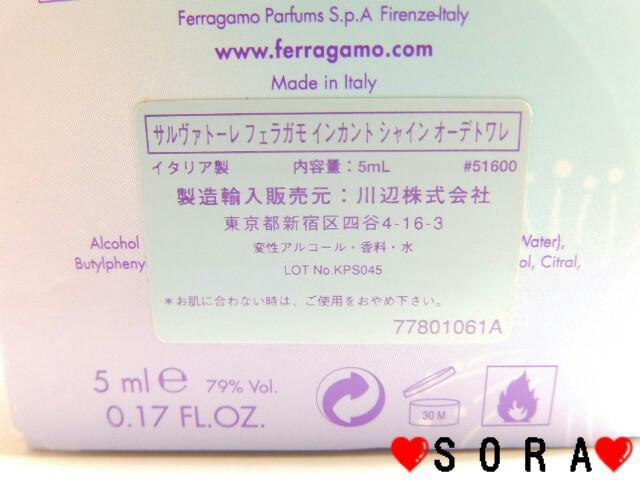 Ferragamo Parfums S.p.A Firenze-Italy
www.ferragamo.com
Made in Italy
サルヴァトーレ フェラガモ インカント シャイン オーデトワレ
イタリア製 内容量：5mL #51600
製造輸入販売元：川辺株式会社
東京都新宿区四谷4-16-3
Alcohol 変性アルコール・香料・水 Water),
Butylpheny LOT No.KPS045 ol, Citral,
＊お肌に合わない時は、ご使用をおやめ下さい。
77801061A
5 ml e 79% Vol.
0.17 FL.OZ.
30 M
❤SORA❤